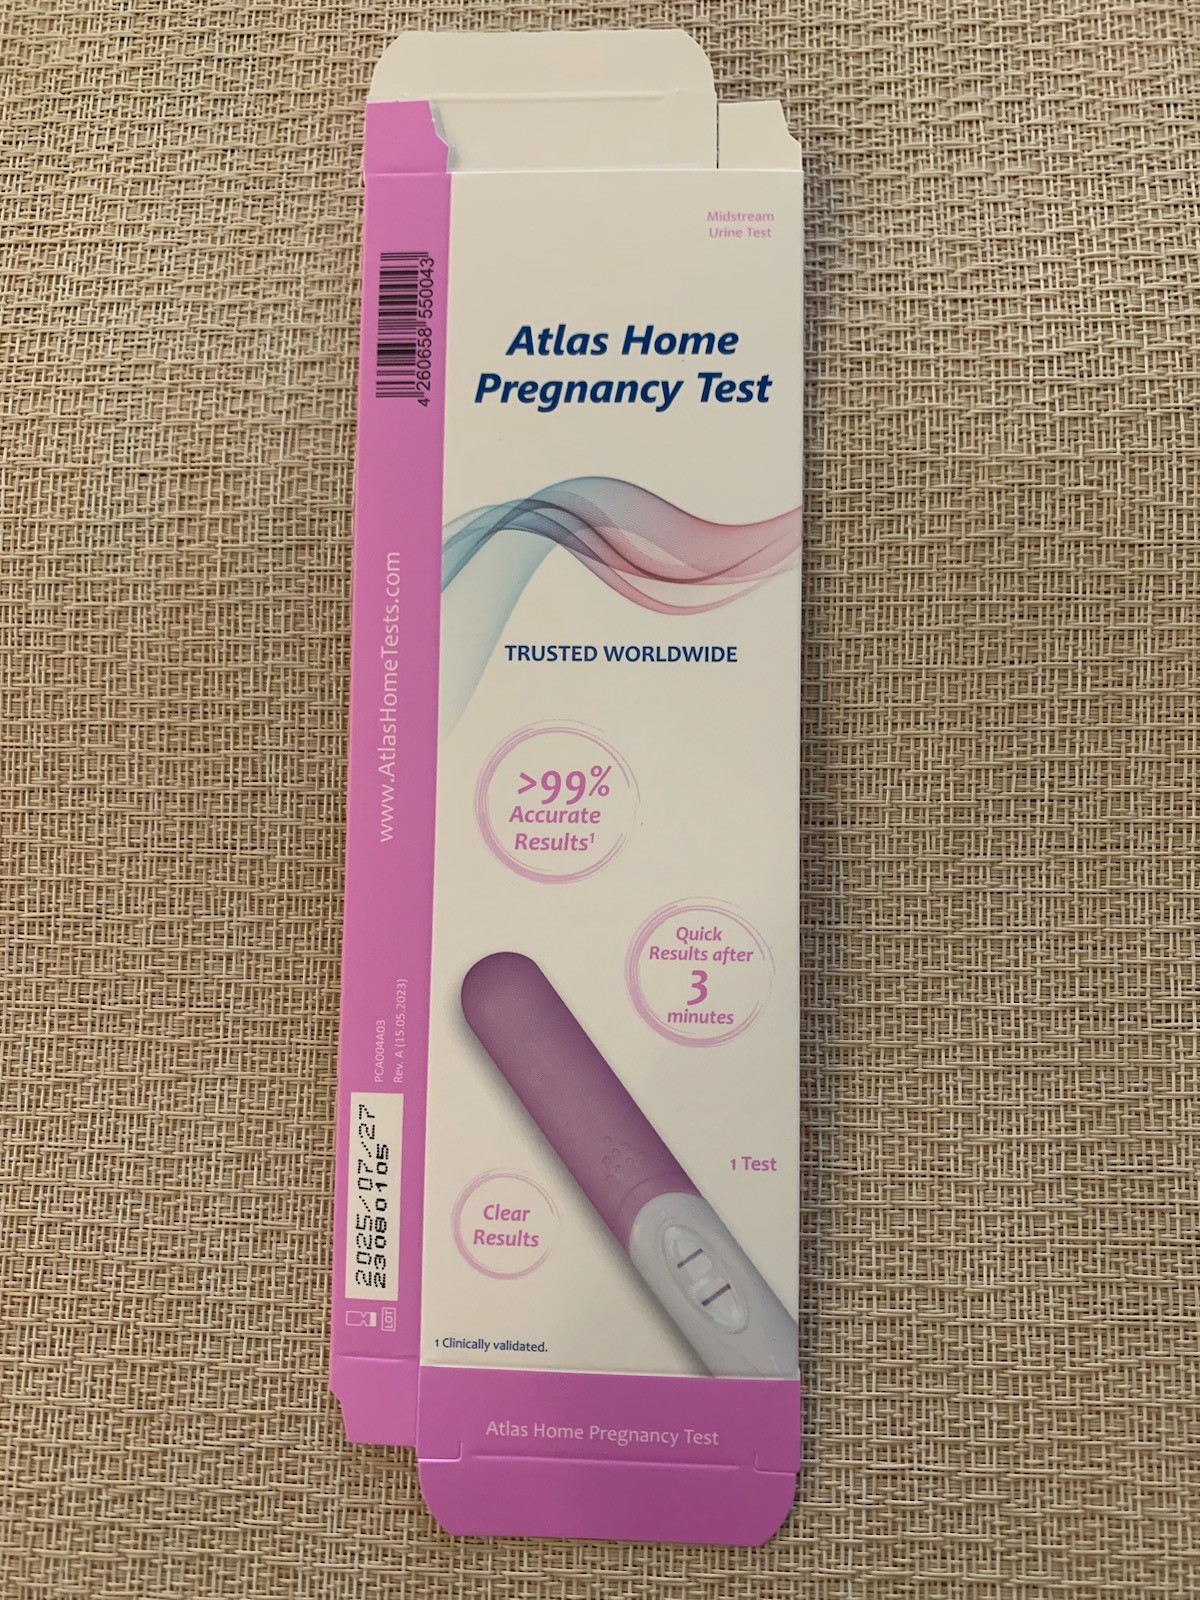 Midstream
Urine Test
Atlas Home
Pregnancy Test
TRUSTED WORLDWIDE
>99%
Accurate
Results¹
Quick
Results after
3
minutes
1 Test
Clear
Results
1 Clinically validated.
Atlas Home Pregnancy Test
4 260658 550043
www.AtlasHomeTests.com
PCA004A03
Rev. A (15.05.2023)
2025/07/27
23080105
LOT